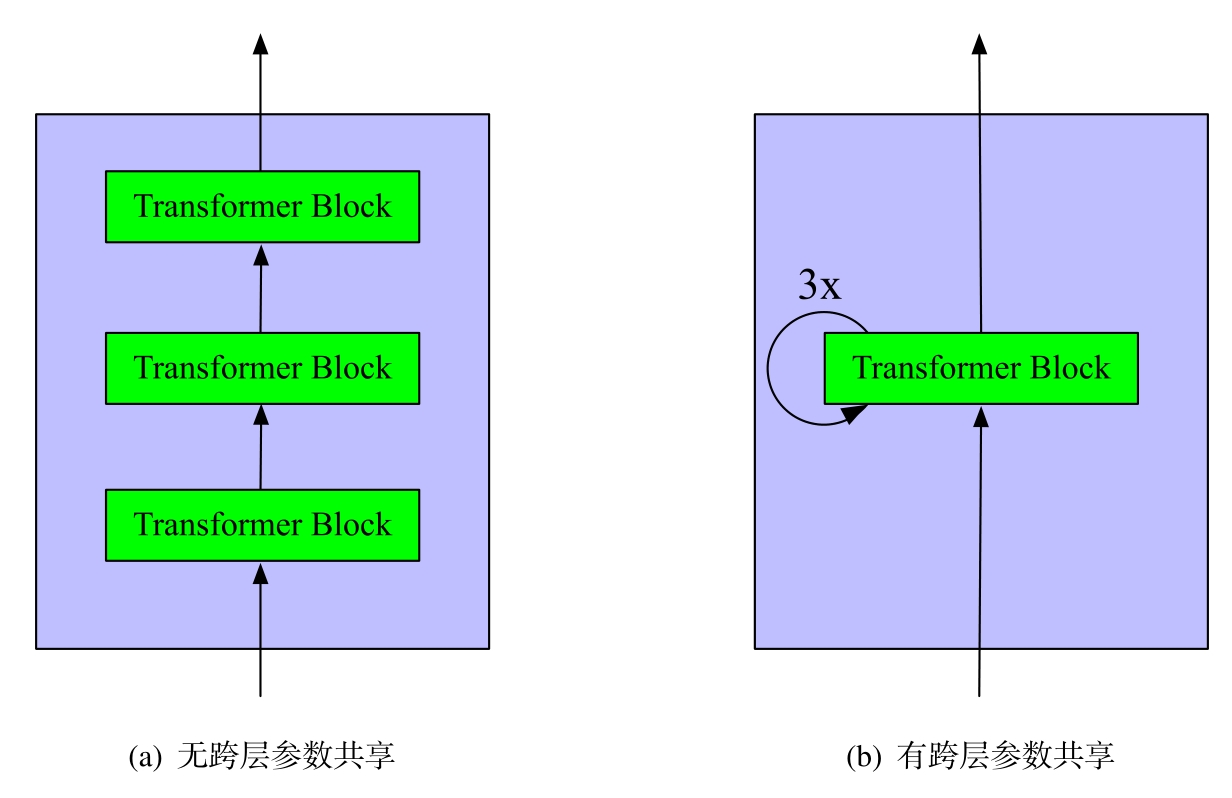 Transformer Block
Transformer Block
Transformer Block
(a) 无跨层参数共享
3x
Transformer Block
(b) 有跨层参数共享